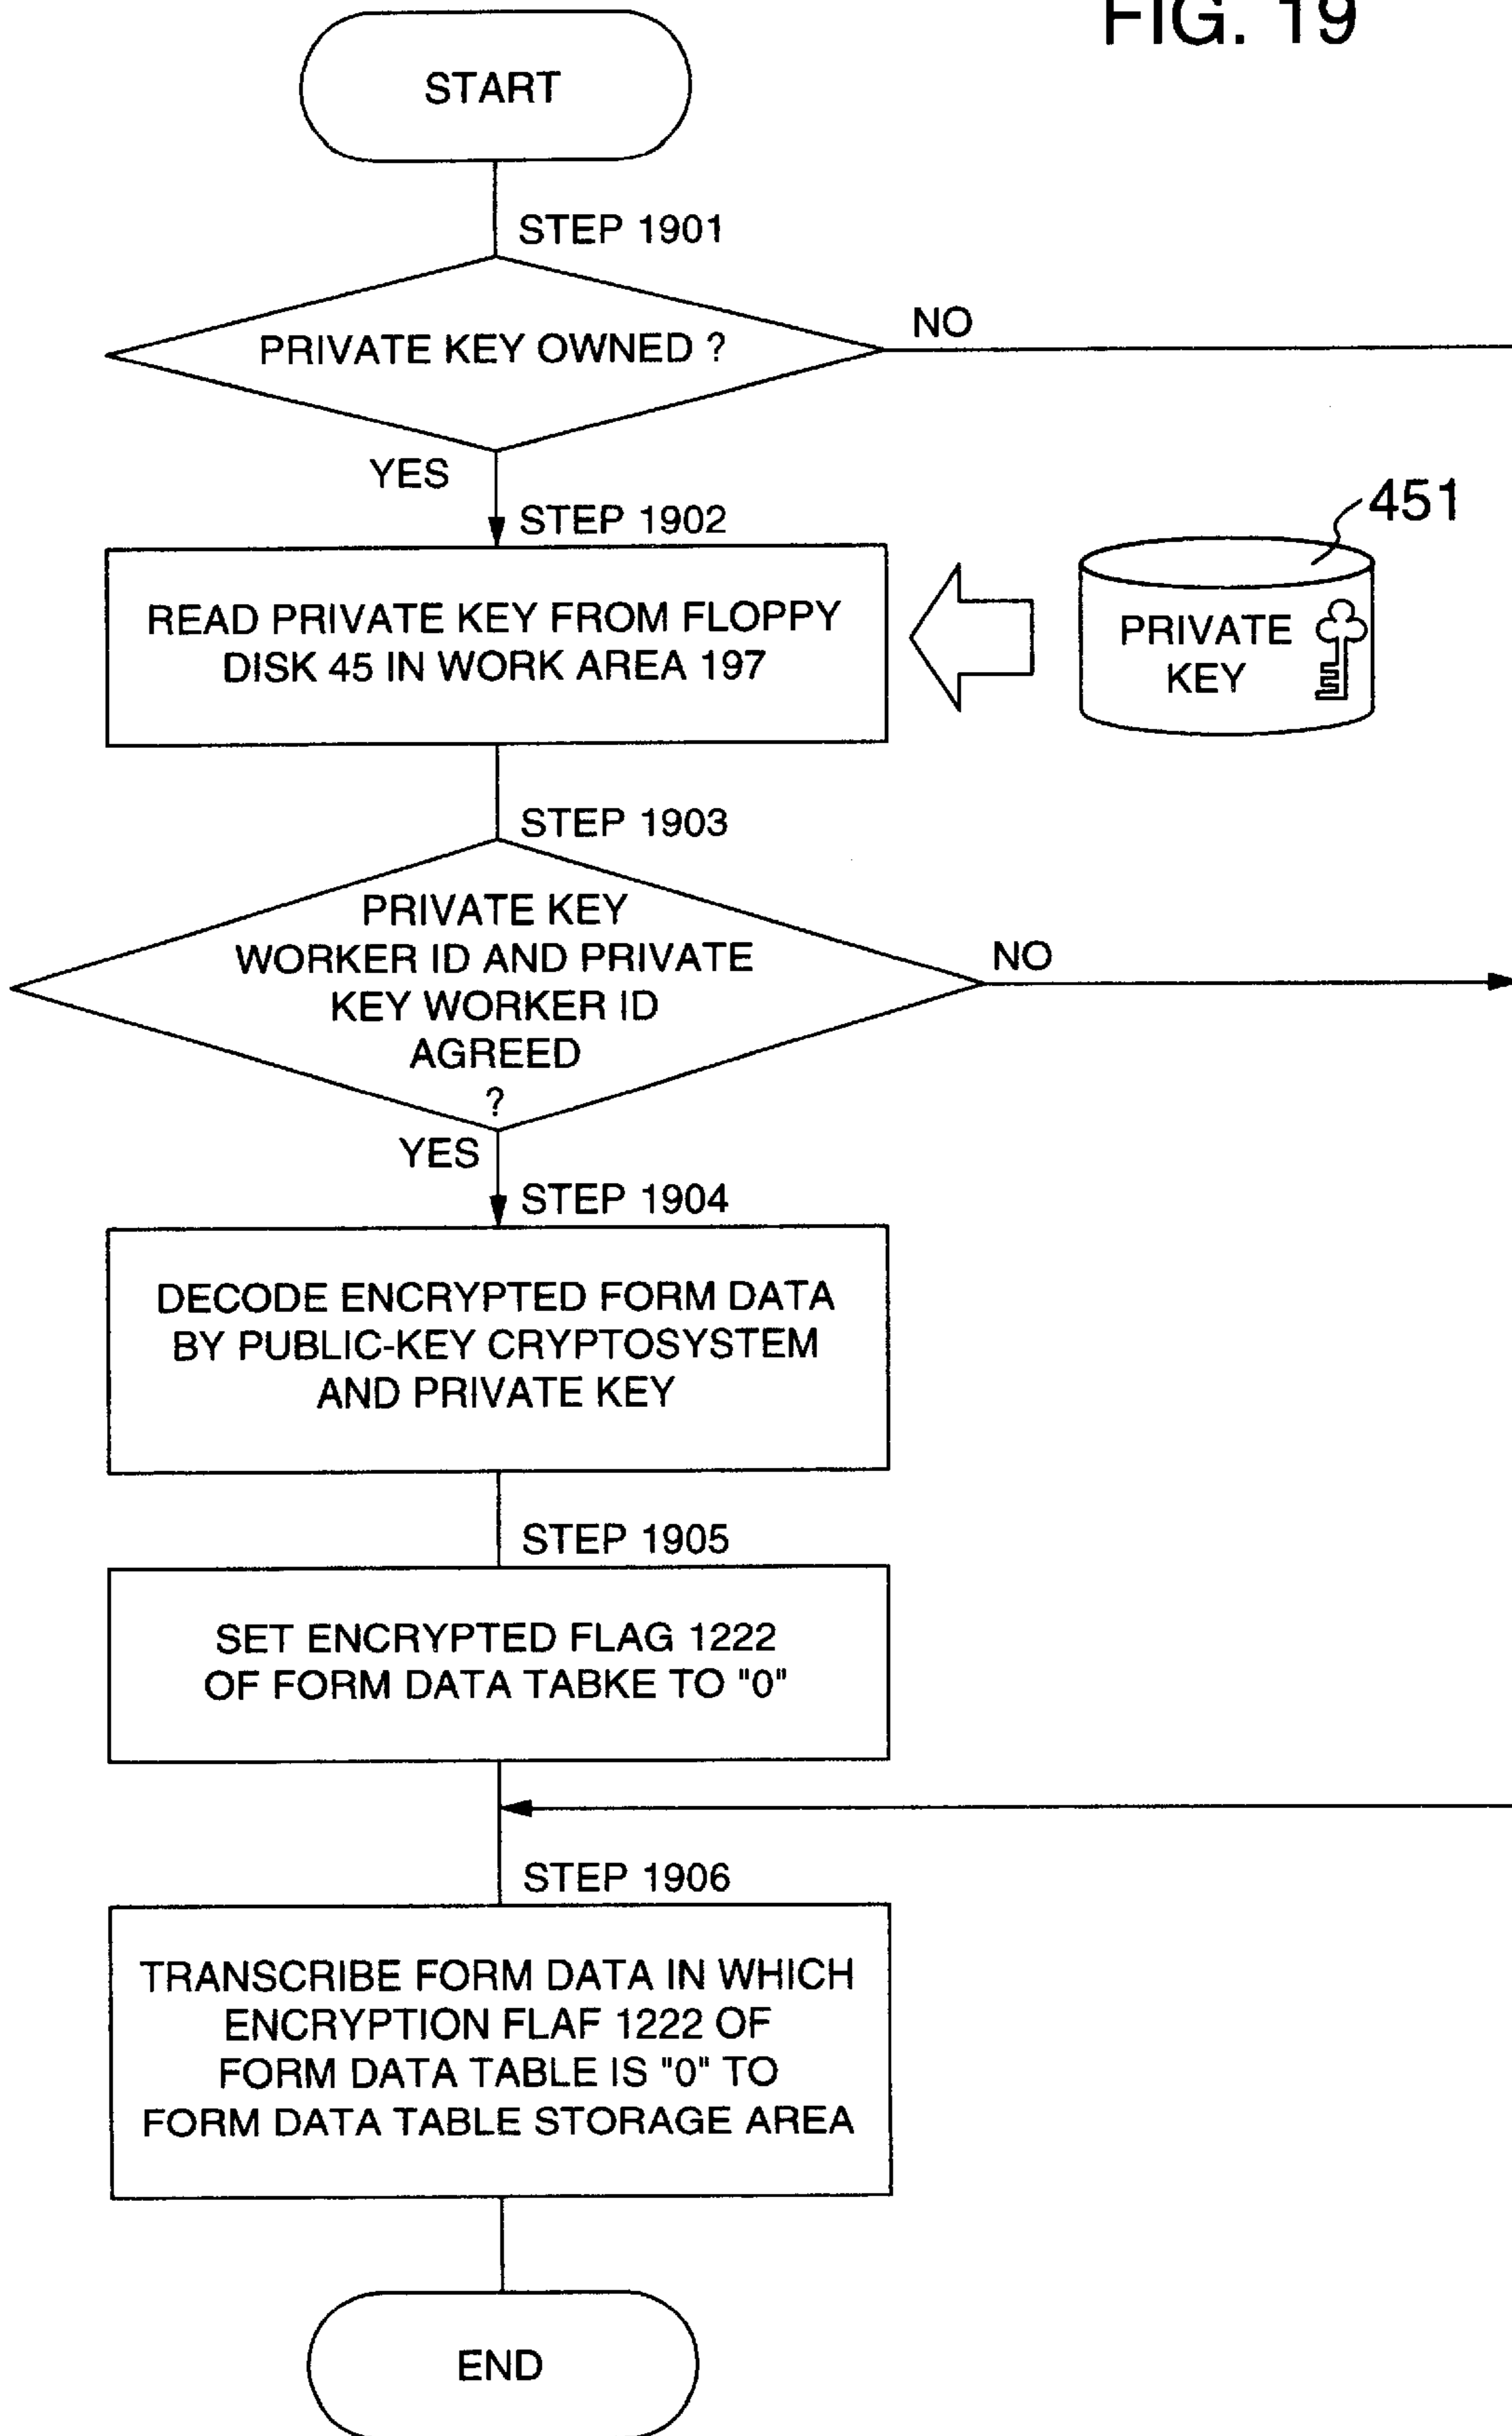 FIG. 19
START
STEP 1901
PRIVATE KEY OWNED ?
NO
YES
STEP 1902
451
READ PRIVATE KEY FROM FLOPPY
DISK 45 IN WORK AREA 197
PRIVATE
KEY
STEP 1903
PRIVATE KEY
WORKER ID AND PRIVATE
KEY WORKER ID
AGREED
?
NO
YES
STEP 1904
DECODE ENCRYPTED FORM DATA
BY PUBLIC-KEY CRYPTOSYSTEM
AND PRIVATE KEY
STEP 1905
SET ENCRYPTED FLAG 1222
OF FORM DATA TABKE TO "0"
STEP 1906
TRANSCRIBE FORM DATA IN WHICH
ENCRYPTION FLAF 1222 OF
FORM DATA TABLE IS "0" TO
FORM DATA TABLE STORAGE AREA
END